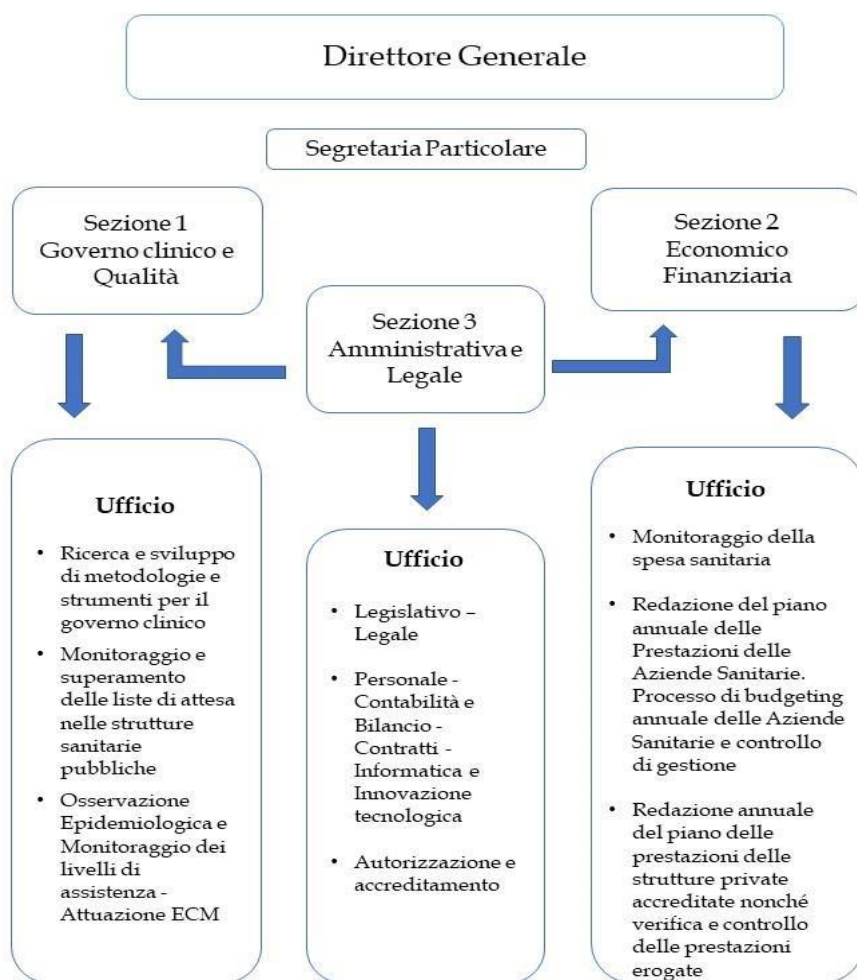 Direttore Generale
Segretaria Particolare
Sezione 1
Governo clinico e
Qualità
Sezione 2
Economico
Finanziaria
Sezione 3
Amministrativa e
Legale
Ufficio
• Ricerca e sviluppo
di metodologie e
strumenti per il
governo clinico
• Monitoraggio e
superamento
delle liste di attesa
nelle strutture
sanitarie
pubbliche
• Osservazione
Epidemiologica e
Monitoraggio dei
livelli di
assistenza -
Attuazione ECM
Ufficio
• Legislativo –
Legale
• Personale -
Contabilità e
Bilancio -
Contratti -
Informatica e
Innovazione
tecnologica
• Autorizzazione e
accreditamento
Ufficio
• Monitoraggio della
spesa sanitaria
• Redazione del piano
annuale delle
Prestazioni delle
Aziende Sanitarie.
Processo di budgeting
annuale delle Aziende
Sanitarie e controllo
di gestione
• Redazione annuale
del piano delle
prestazioni delle
strutture private
accreditate nonché
verifica e controllo
delle prestazioni
erogate